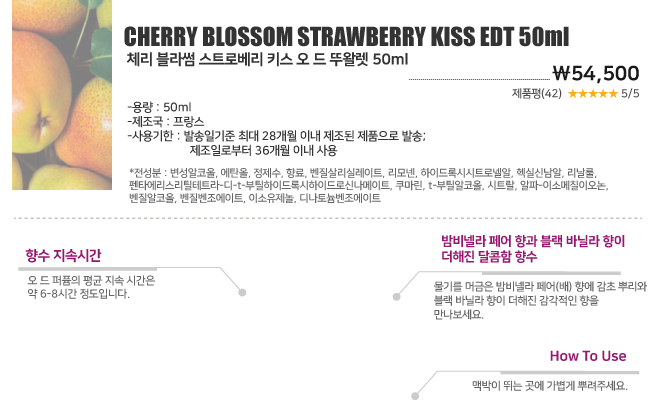 CHERRY BLOSSOM STRAWBERRY KISS EDT 50ml
체리 블라썸 스트로베리 키스 오 드 뚜왈렛 50ml
₩54,500
제품평(42) ★★★★★ 5/5
-용량 : 50ml
-제조국 : 프랑스
-사용기한 : 발송일기준 최대 28개월 이내 제조된 제품으로 발송;
제조일로부터 36개월 이내 사용
*전성분 : 변성알코올, 에탄올, 정제수, 향료, 벤질살리실레이트, 리모넨, 하이드록시시트로넬알, 헥실신남알, 리날룰,
펜타에리스리틸테트라-디-t-부틸하이드록시하이드로신나메이트, 쿠마린, t-부틸알코올, 시트랄, 알파-이소메칠이오논,
벤질알코올, 벤질벤조에이트, 이소유제놀, 디나토늄벤조에이트
향수 지속시간
오 드 퍼퓸의 평균 지속 시간은
약 6-8시간 정도입니다.
밤비넬라 페어 향과 블랙 바닐라 향이
더해진 달콤함 향수
물기를 머금은 밤비넬라 페어(배) 향에 감초 뿌리와
블랙 바닐라 향이 더해진 감각적인 향을
만나보세요.
How To Use
맥박이 뛰는 곳에 가볍게 뿌려주세요.